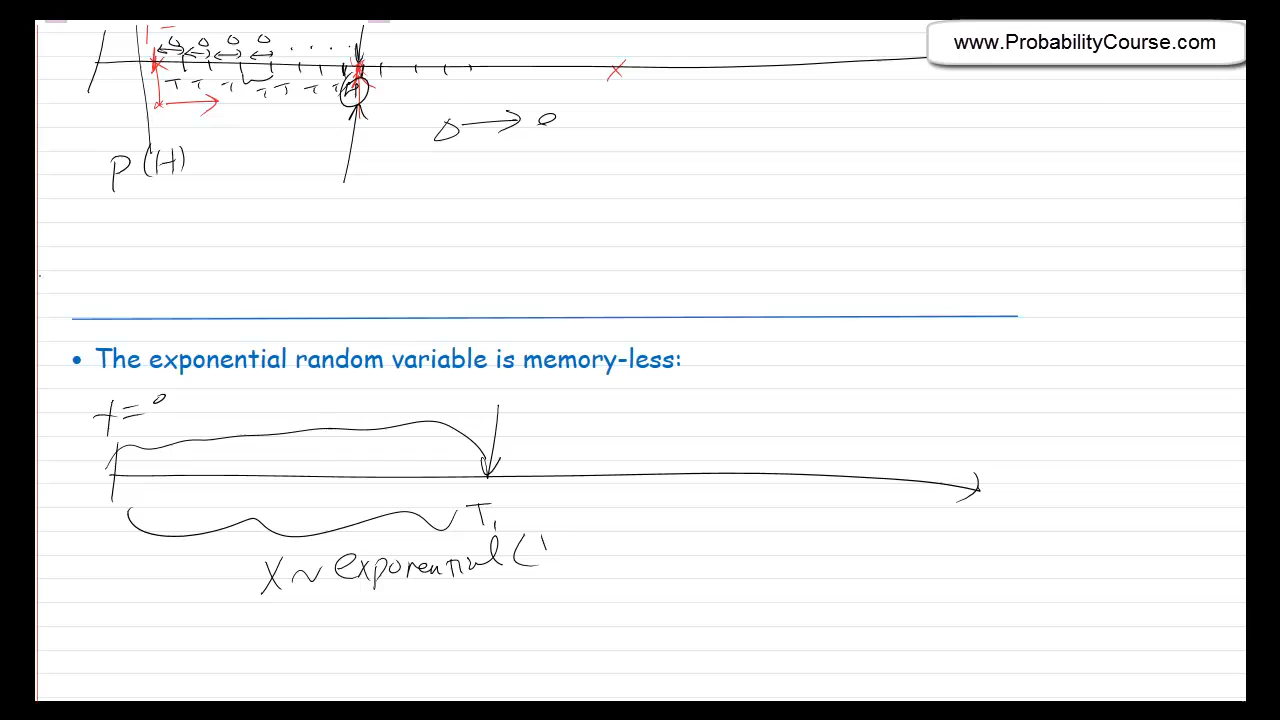 www.ProbabilityCourse.com
Δ Δ Δ Δ . . . .
T T T T T T T H
Δ → 0
P(H)
• The exponential random variable is memory-less:
t=0
T₁
X ~ exponential (